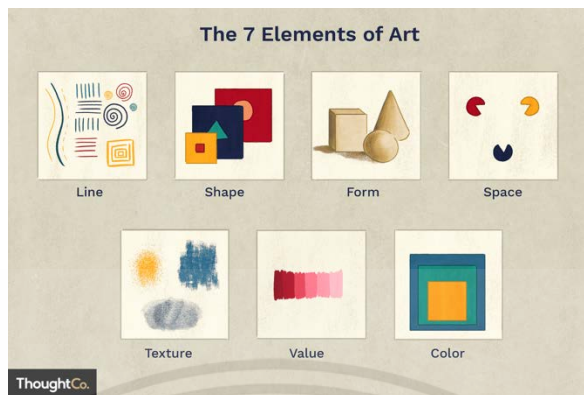 The 7 Elements of Art
Line
Shape
Form
Space
Texture
Value
Color
ThoughtCo.